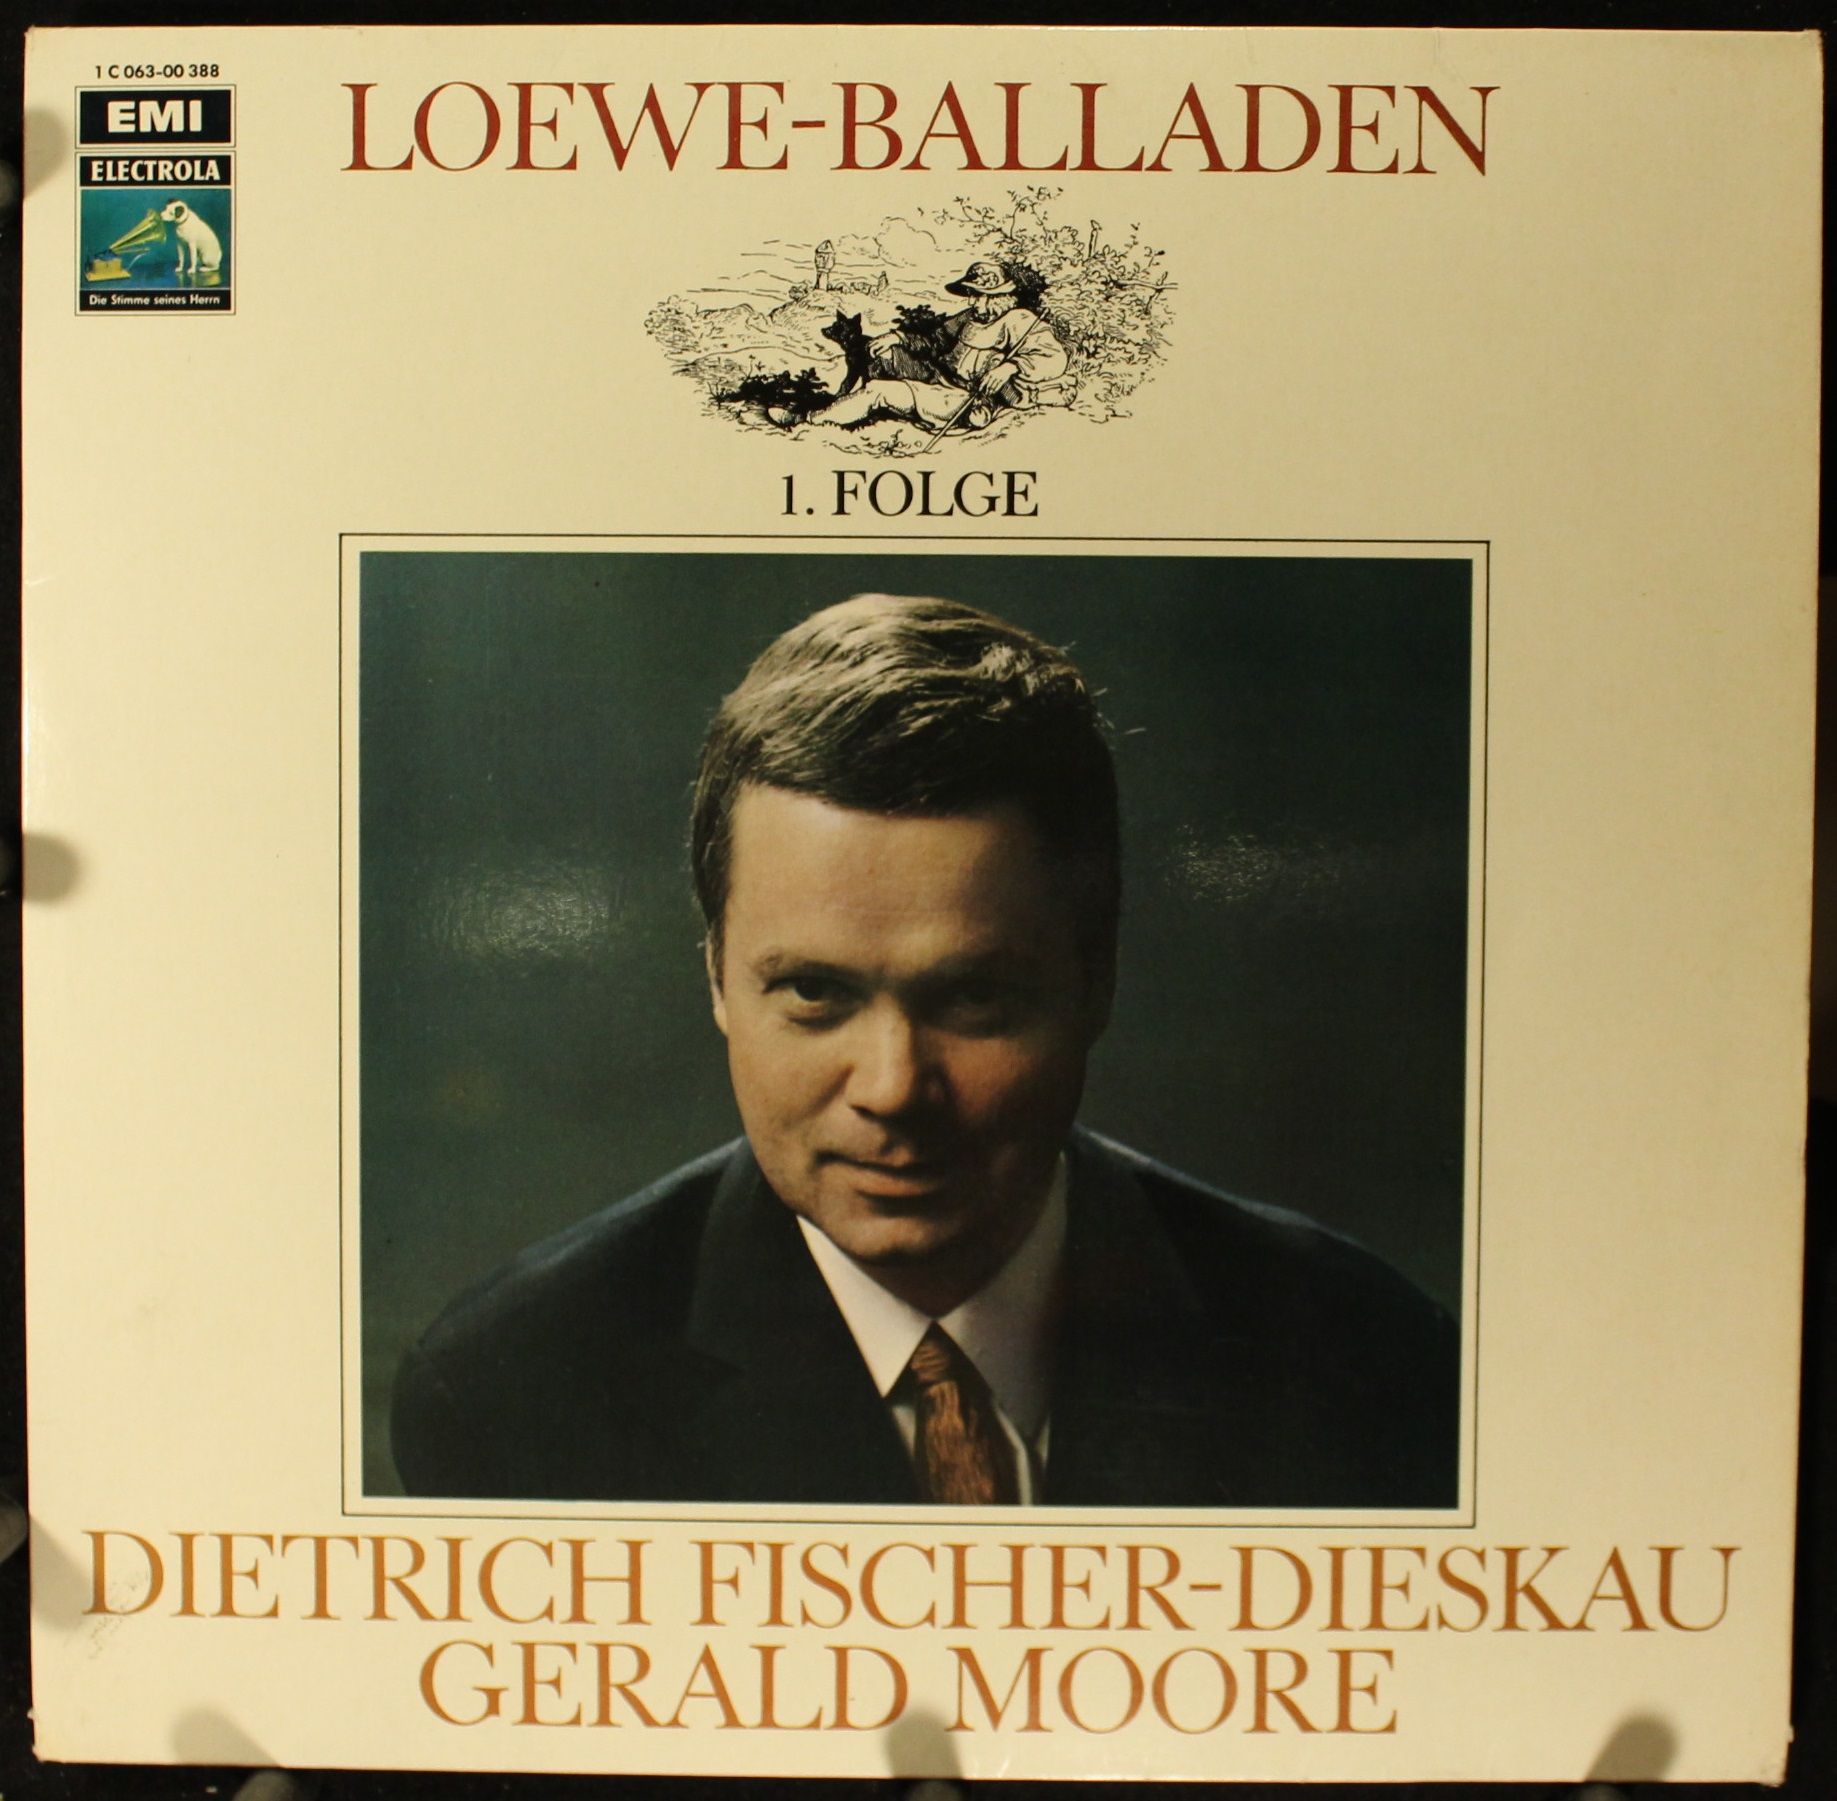 1 C 063-00 388
EMI
ELECTROLA
Die Stimme seines Herrn
LOEWE-BALLADEN
1. FOLGE
DIETRICH FISCHER-DIESKAU
GERALD MOORE